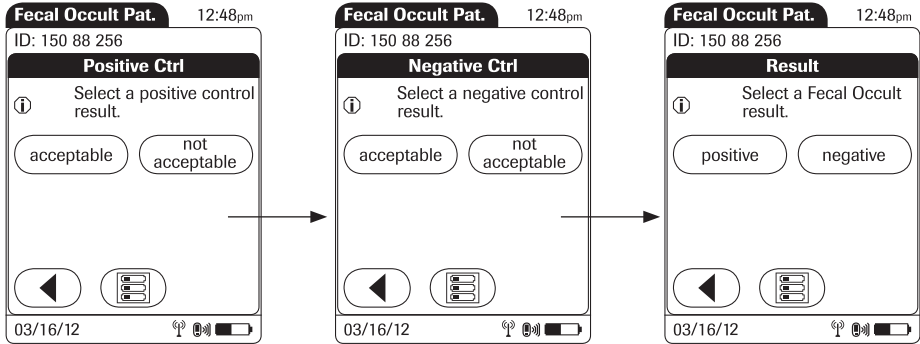 Fecal Occult Pat. 12:48pm
ID: 150 88 256
Positive Ctrl
Select a positive control
result.
acceptable
not
acceptable
03/16/12
Fecal Occult Pat. 12:48pm
ID: 150 88 256
Negative Ctrl
Select a negative control
result.
acceptable
not
acceptable
03/16/12
Fecal Occult Pat. 12:48pm
ID: 150 88 256
Result
Select a Fecal Occult
result.
positive
negative
03/16/12